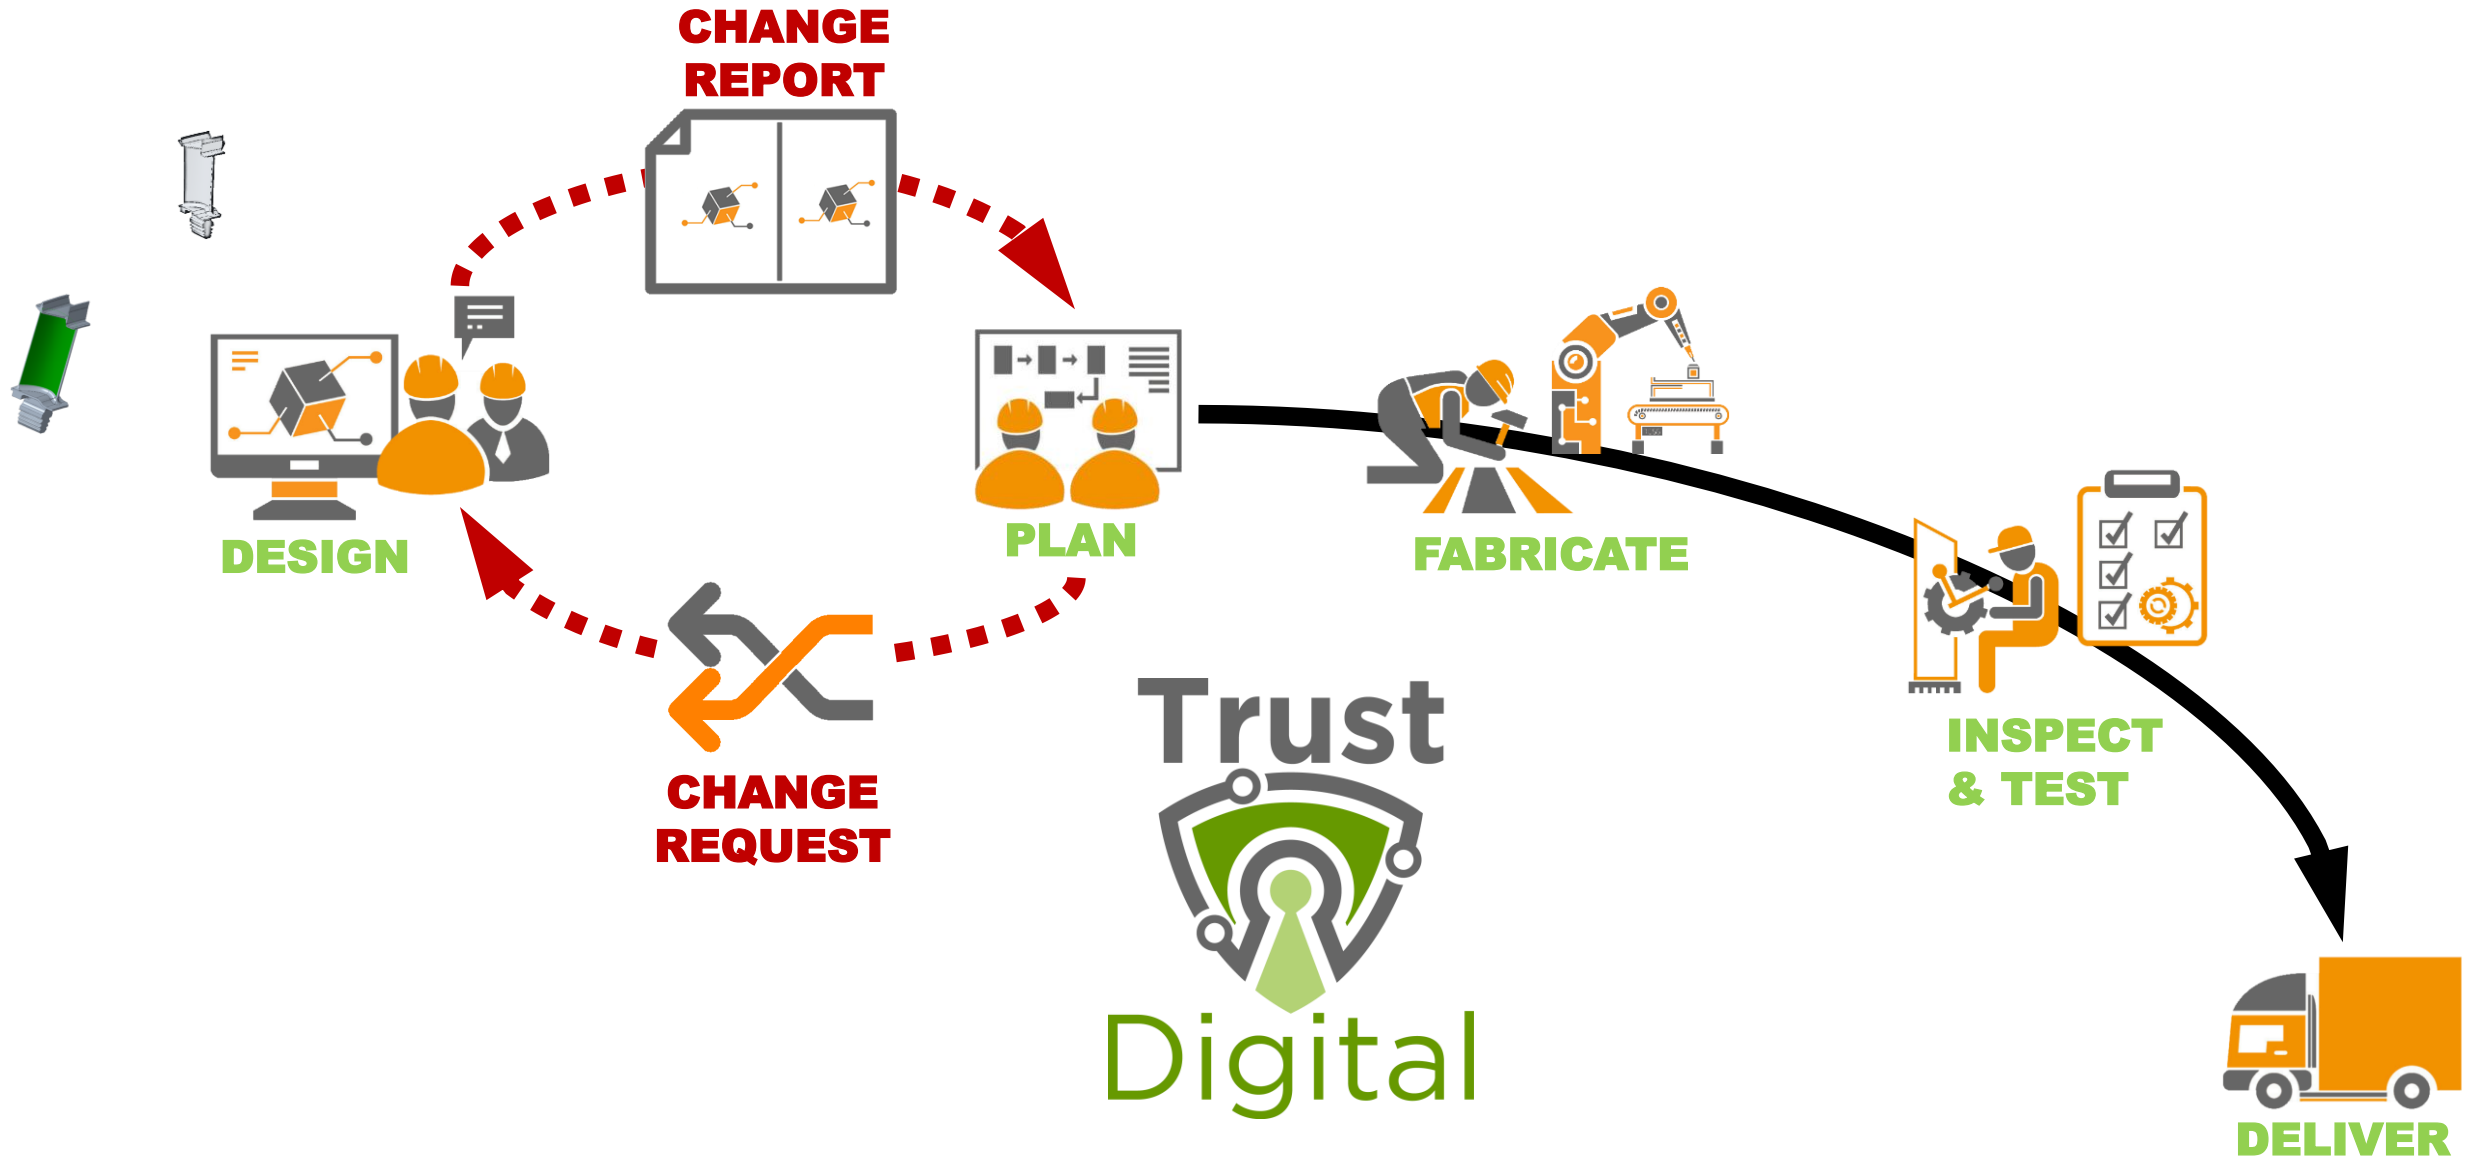 CHANGE
REPORT
DESIGN
PLAN
FABRICATE
CHANGE
REQUEST
INSPECT
& TEST
Trust
Digital
DELIVER